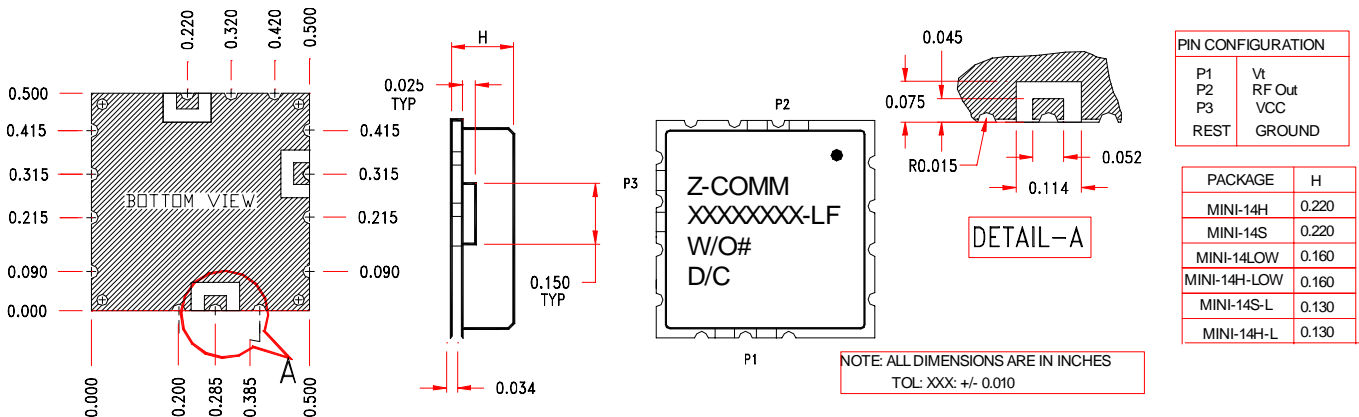 0.220
0.320
0.420
0.500
0.500
0.415
0.315
0.215
0.090
0.000
0.415
0.315
0.215
0.090
BOTTOM VIEW
0.000
0.200
0.285
0.385
0.500
A
H
0.025
TYP
0.150
TYP
0.034
P2
P3
Z-COMM
XXXXXXXX-LF
W/O#
D/C
P1
0.045
0.075
R0.015
0.052
0.114
DETAIL-A
NOTE: ALL DIMENSIONS ARE IN INCHES
TOL: XXX: +/- 0.010
PIN CONFIGURATION
P1 Vt
P2 RF Out
P3 VCC
REST GROUND
PACKAGE H
MINI-14H 0.220
MINI-14S 0.220
MINI-14LOW 0.160
MINI-14H-LOW 0.160
MINI-14S-L 0.130
MINI-14H-L 0.130